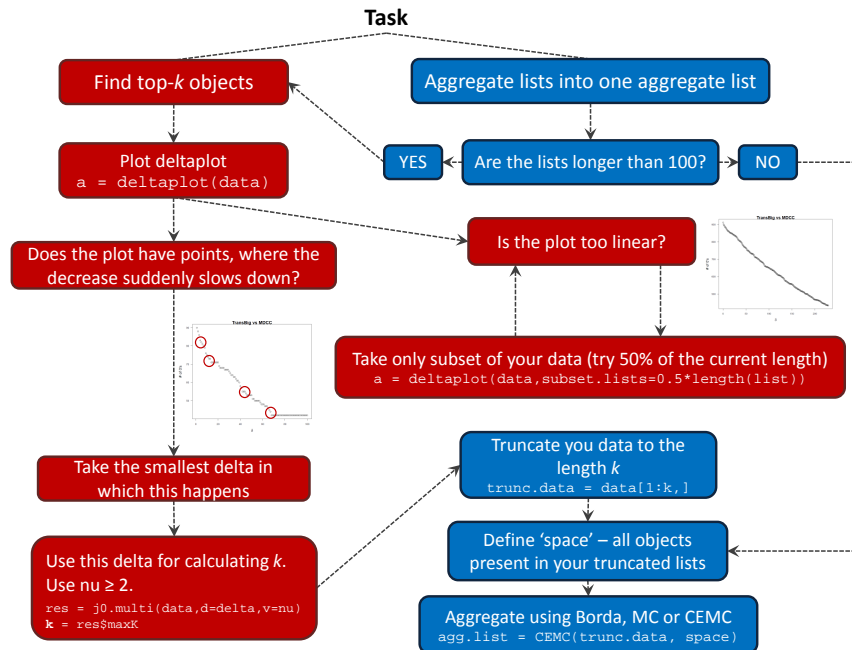 Task
Find top-k objects
Aggregate lists into one aggregate list
Plot deltaplot
a = deltaplot(data)
YES
Are the lists longer than 100?
NO
Does the plot have points, where the
decrease suddenly slows down?
Is the plot too linear?
TransBig vs MDCC
TransBig vs MDCC
Take only subset of your data (try 50% of the current length)
a = deltaplot(data,subset.lists=0.5*length(list))
Take the smallest delta in
which this happens
Truncate you data to the
length k
trunc.data = data[1:k,]
Use this delta for calculating k.
Use nu ≥ 2.
res = j0.multi(data,d=delta,v=nu)
k = res$maxK
Define ‘space’ – all objects
present in your truncated lists
Aggregate using Borda, MC or CEMC
agg.list = CEMC(trunc.data, space)